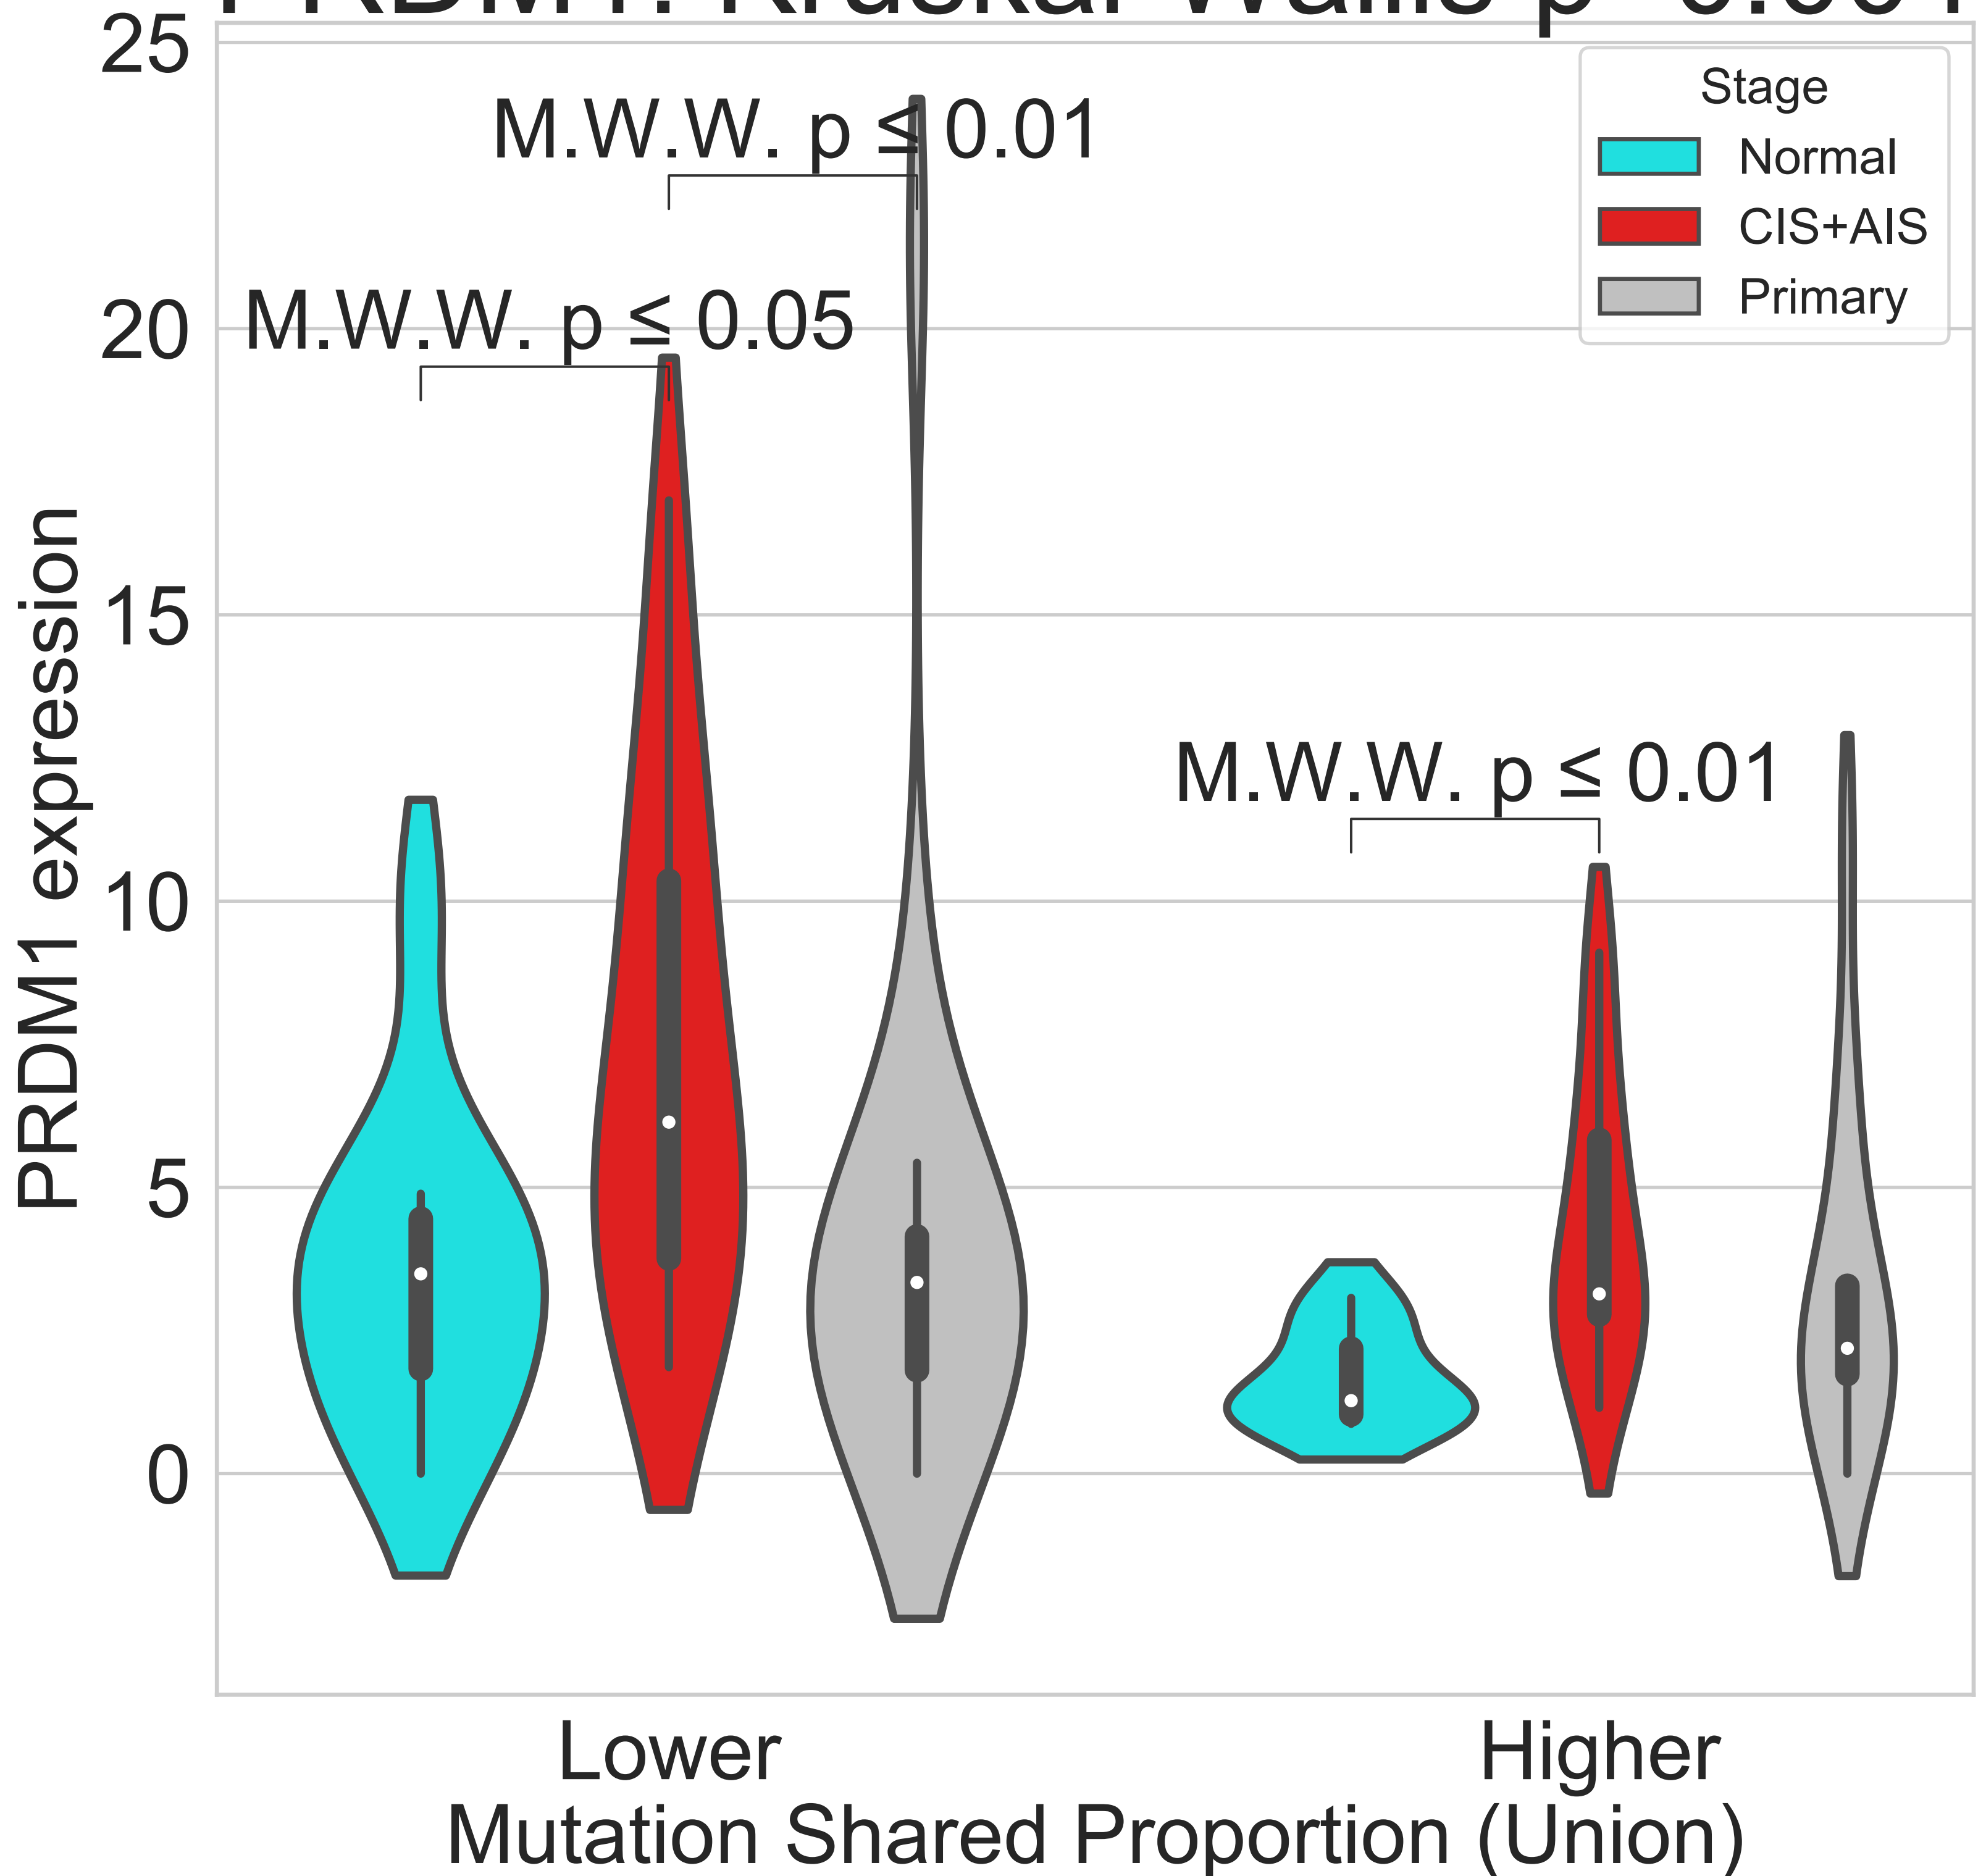 25
M.W.W. p ≤ 0.01
Stage
Normal
CIS+AIS
Primary
20
M.W.W. p ≤ 0.05
15
M.W.W. p ≤ 0.01
10
5
0
PRDM1 expression
Lower
Higher
Mutation Shared Proportion (Union)